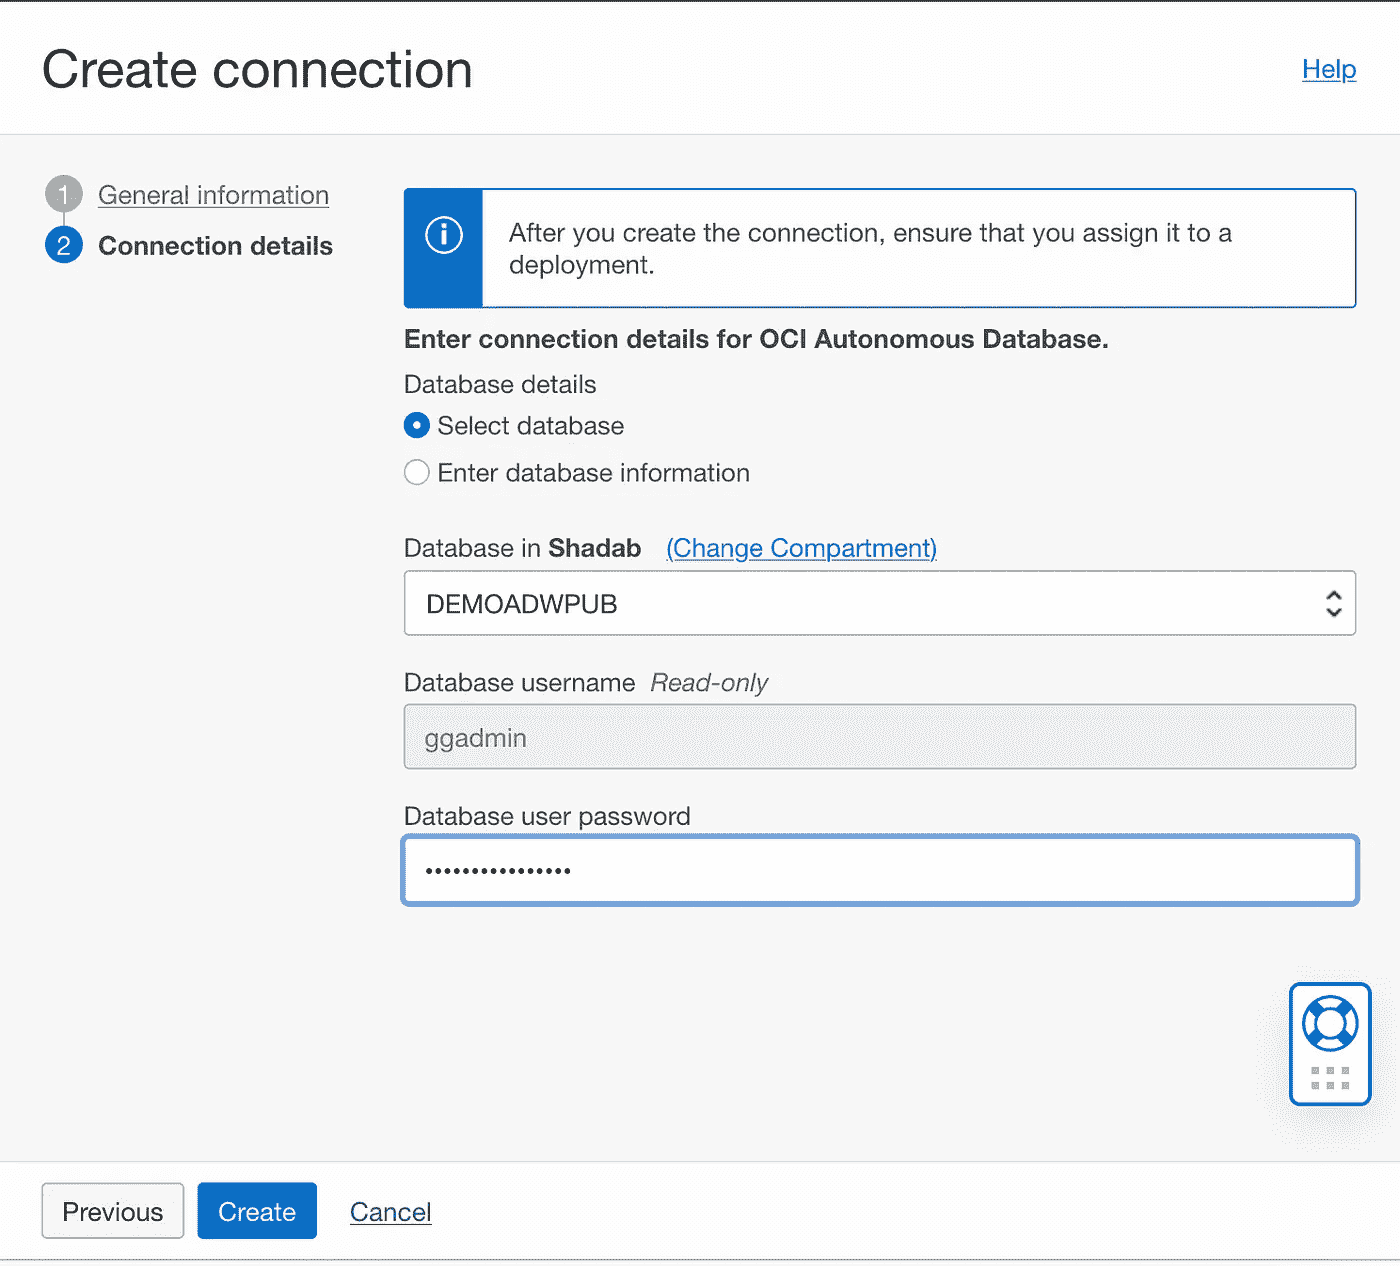 Create connection
Help
1 General information
2 Connection details
i
After you create the connection, ensure that you assign it to a
deployment.
Enter connection details for OCI Autonomous Database.
Database details
Select database
Enter database information
Database in Shadab (Change Compartment)
DEMOADWPUB
Database username Read-only
ggadmin
Database user password
••••••••••••••••
Previous
Create
Cancel